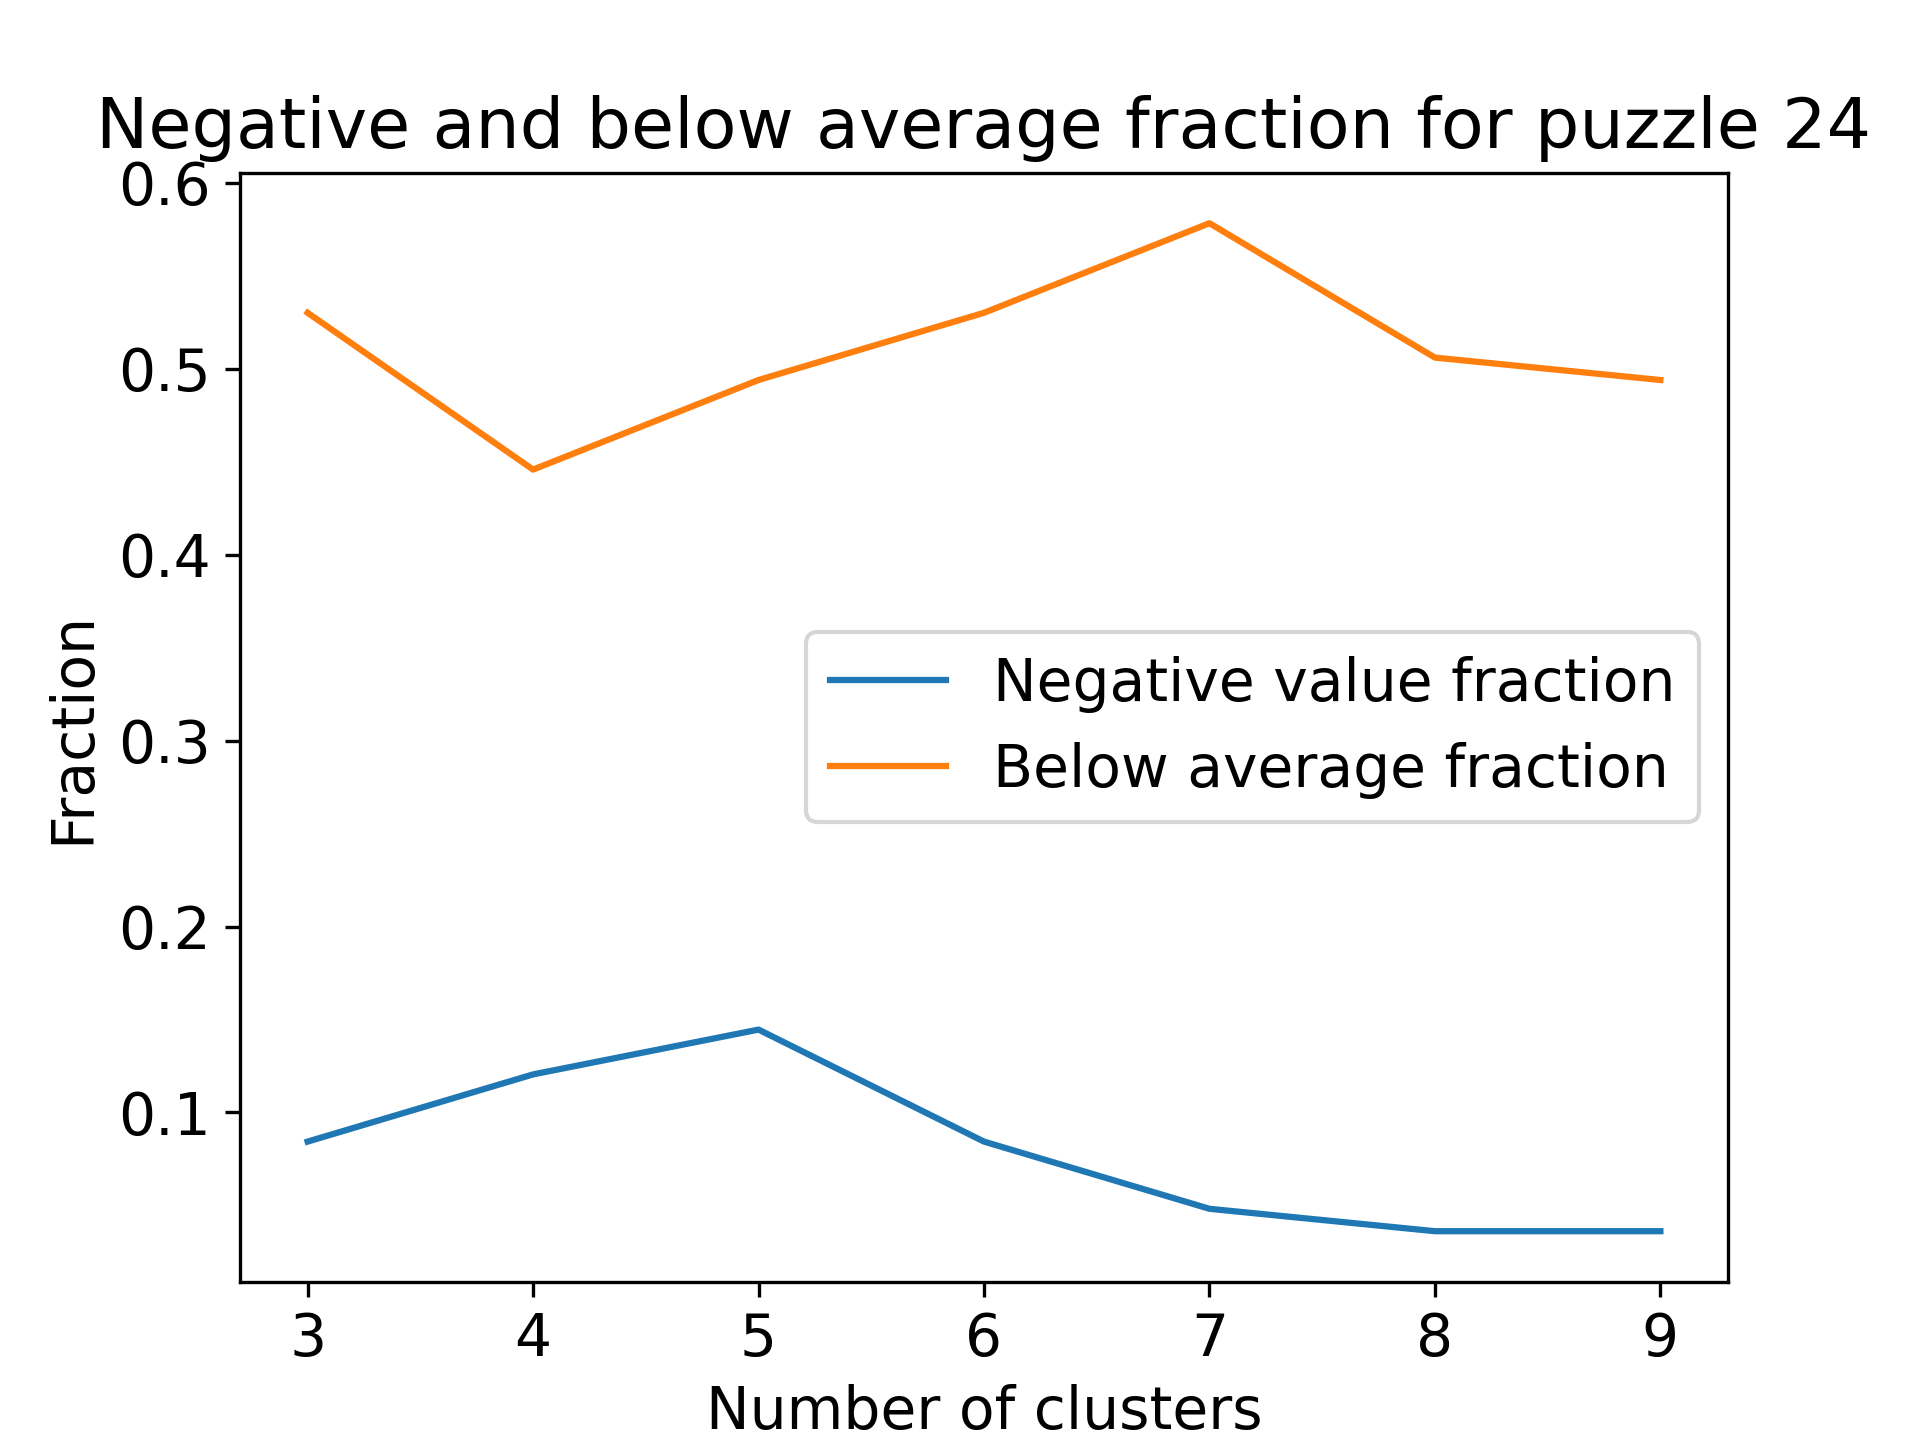 Negative and below average fraction for puzzle 24
0.6
0.5
0.4
0.3
0.2
0.1
Fraction
Negative value fraction
Below average fraction
3 4 5 6 7 8 9
Number of clusters